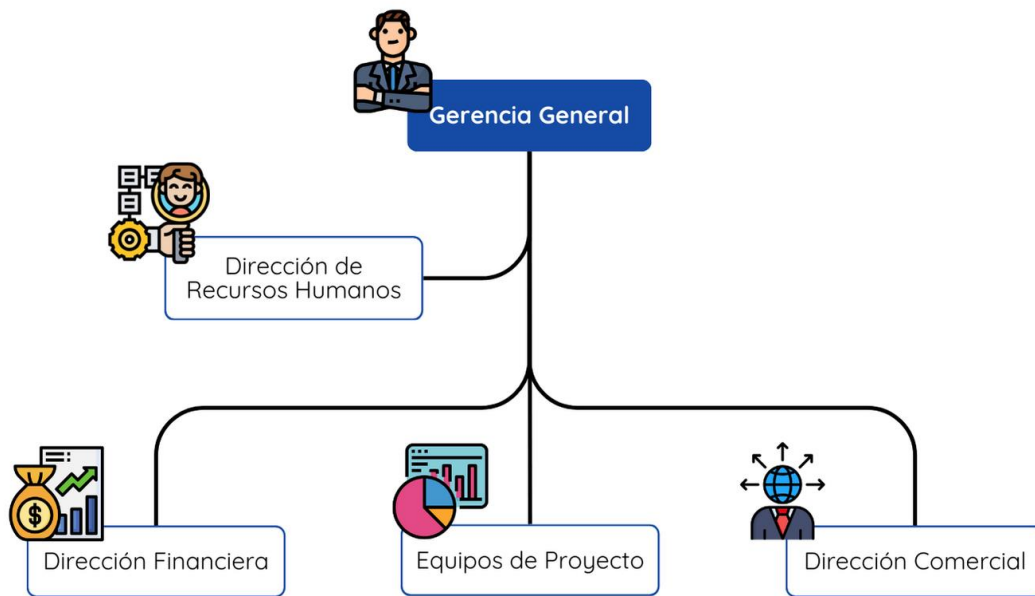 Gerencia General
Dirección de
Recursos Humanos
$
Dirección Financiera
Equipos de Proyecto
Dirección Comercial